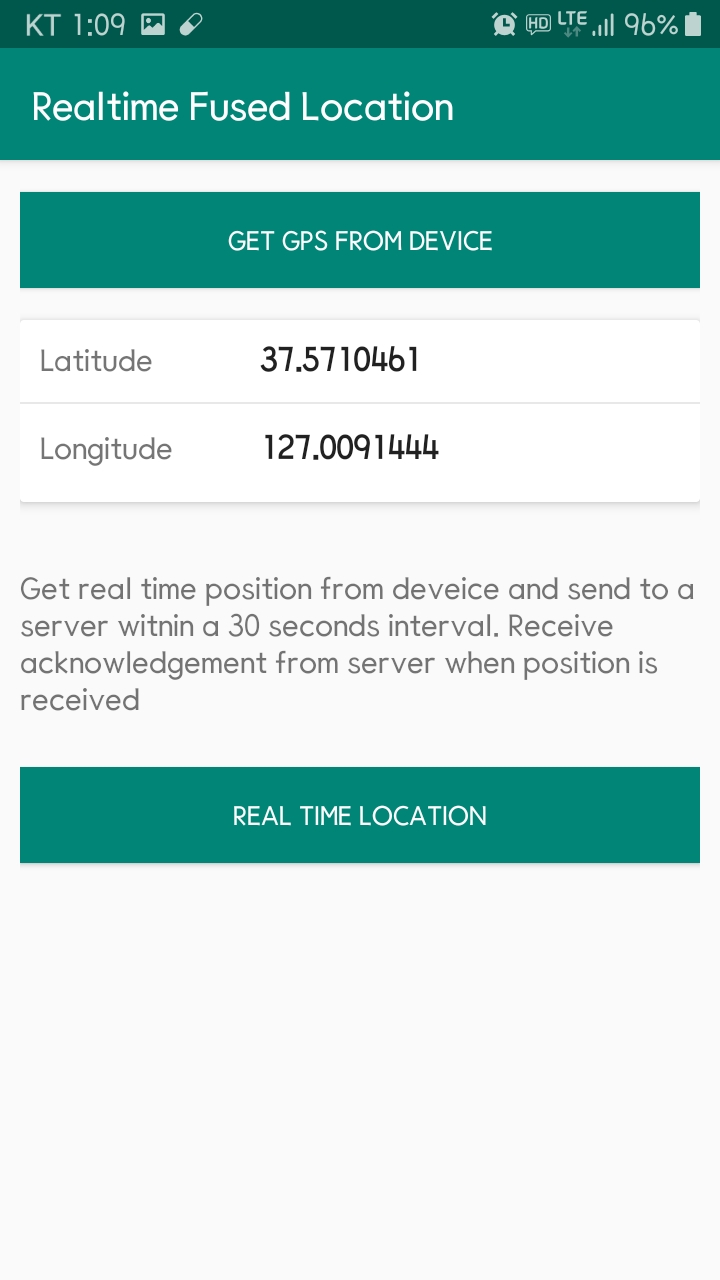 KT 1:09 HD LTE 96%
Realtime Fused Location
GET GPS FROM DEVICE
Latitude 37.5710461
Longitude 127.0091444
Get real time position from deveice and send to a
server witnin a 30 seconds interval. Receive
acknowledgement from server when position is
received
REAL TIME LOCATION